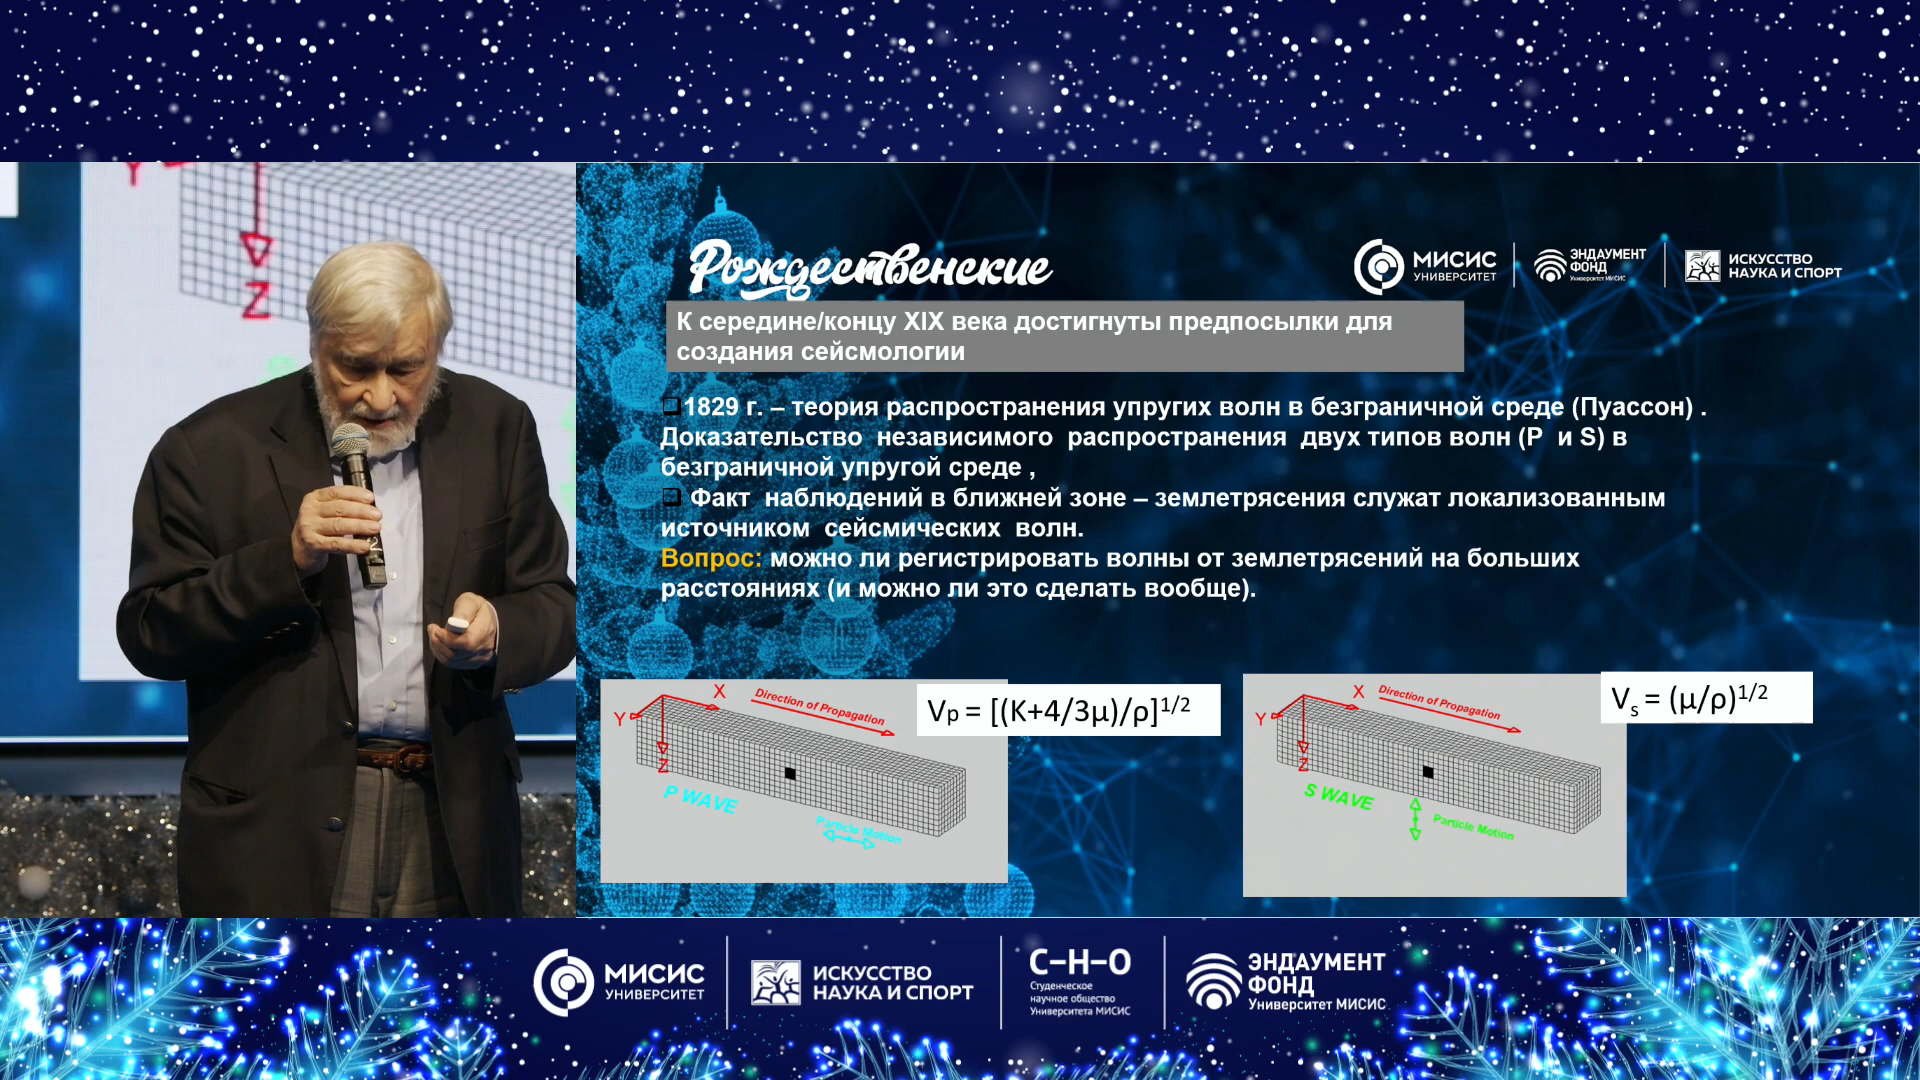 Y
Z
Рождественские
МИСИС
УНИВЕРСИТЕТ
ЭНДАУМЕНТ
ФОНД
Университет МИСИС
ИСКУССТВО
НАУКА И СПОРТ
К середине/концу XIX века достигнуты предпосылки для
создания сейсмологии
1829 г. – теория распространения упругих волн в безграничной среде (Пуассон) .
Доказательство независимого распространения двух типов волн (P и S) в
безграничной упругой среде ,
Факт наблюдений в ближней зоне – землетрясения служат локализованным
источником сейсмических волн.
Вопрос: можно ли регистрировать волны от землетрясений на больших
расстояниях (и можно ли это сделать вообще).
X
Y
Z
Direction of Propagation
P WAVE
Particle Motion
Vp = [(K+4/3μ)/ρ]1/2
X
Y
Z
Direction of Propagation
S WAVE
Particle Motion
Vs = (μ/ρ)1/2
МИСИС
УНИВЕРСИТЕТ
ИСКУССТВО
НАУКА И СПОРТ
С–Н–О
Студенческое
научное общество
Университета МИСИС
ЭНДАУМЕНТ
ФОНД
Университет МИСИС